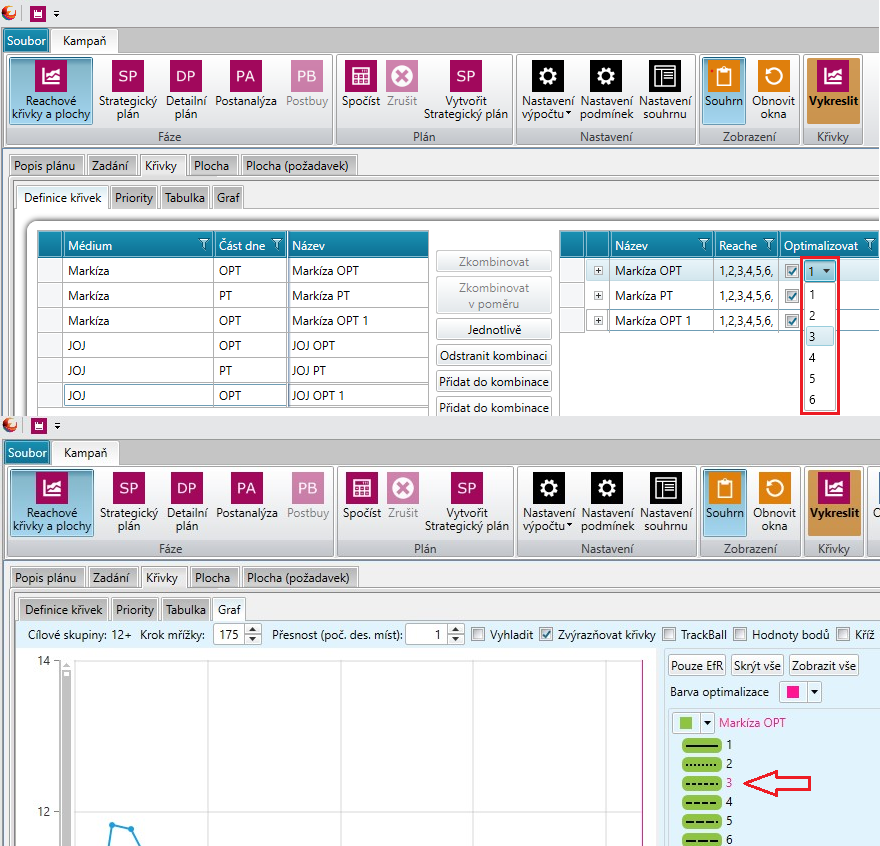 Soubor Kampaň
SP DP PA PB SP
Reachové křivky a plochy
Strategický plán
Detailní plán
Postanalýza
Postbuy
Spočíst
Zrušit
Vytvořit Strategický plán
Nastavení výpočtu
Nastavení podmínek
Nastavení souhrnu
Souhrn
Obnovit okna
Vykreslit
Fáze Plán Nastavení Zobrazení Křivky
Popis plánu Zadání Křivky Plocha Plocha (požadavek)
Definice křivek Priority Tabulka Graf
Médium Část dne Název
Markíza OPT Markíza OPT
Markíza PT Markíza PT
Markíza OPT Markíza OPT 1
JOJ OPT JOJ OPT
JOJ PT JOJ PT
JOJ OPT JOJ OPT 1
Zkombinovat
Zkombinovat
v poměru
Jednotlivě
Odstranit kombinaci
Přidat do kombinace
Přidat do kombinace
Název Reache Optimalizovat
Markíza OPT 1,2,3,4,5,6, 1
Markíza PT 1,2,3,4,5,6,
Markíza OPT 1 1,2,3,4,5,6,
1
2
3
4
5
6
Soubor Kampaň
SP DP PA PB SP
Reachové křivky a plochy
Strategický plán
Detailní plán
Postanalýza
Postbuy
Spočíst
Zrušit
Vytvořit Strategický plán
Nastavení výpočtu
Nastavení podmínek
Nastavení souhrnu
Souhrn
Obnovit okna
Vykreslit
Fáze Plán Nastavení Zobrazení Křivky
Popis plánu Zadání Křivky Plocha Plocha (požadavek)
Definice křivek Priority Tabulka Graf
Cílové skupiny: 12+ Krok mřížky: 175 Přesnost (poč. des. míst): 1 Vyhladit Zvýrazňovat křivky TrackBall Hodnoty bodů Kříž
14
12
Pouze EfR Skrýt vše Zobrazit vše
Barva optimalizace
Markíza OPT
1
2
3
4
5
6